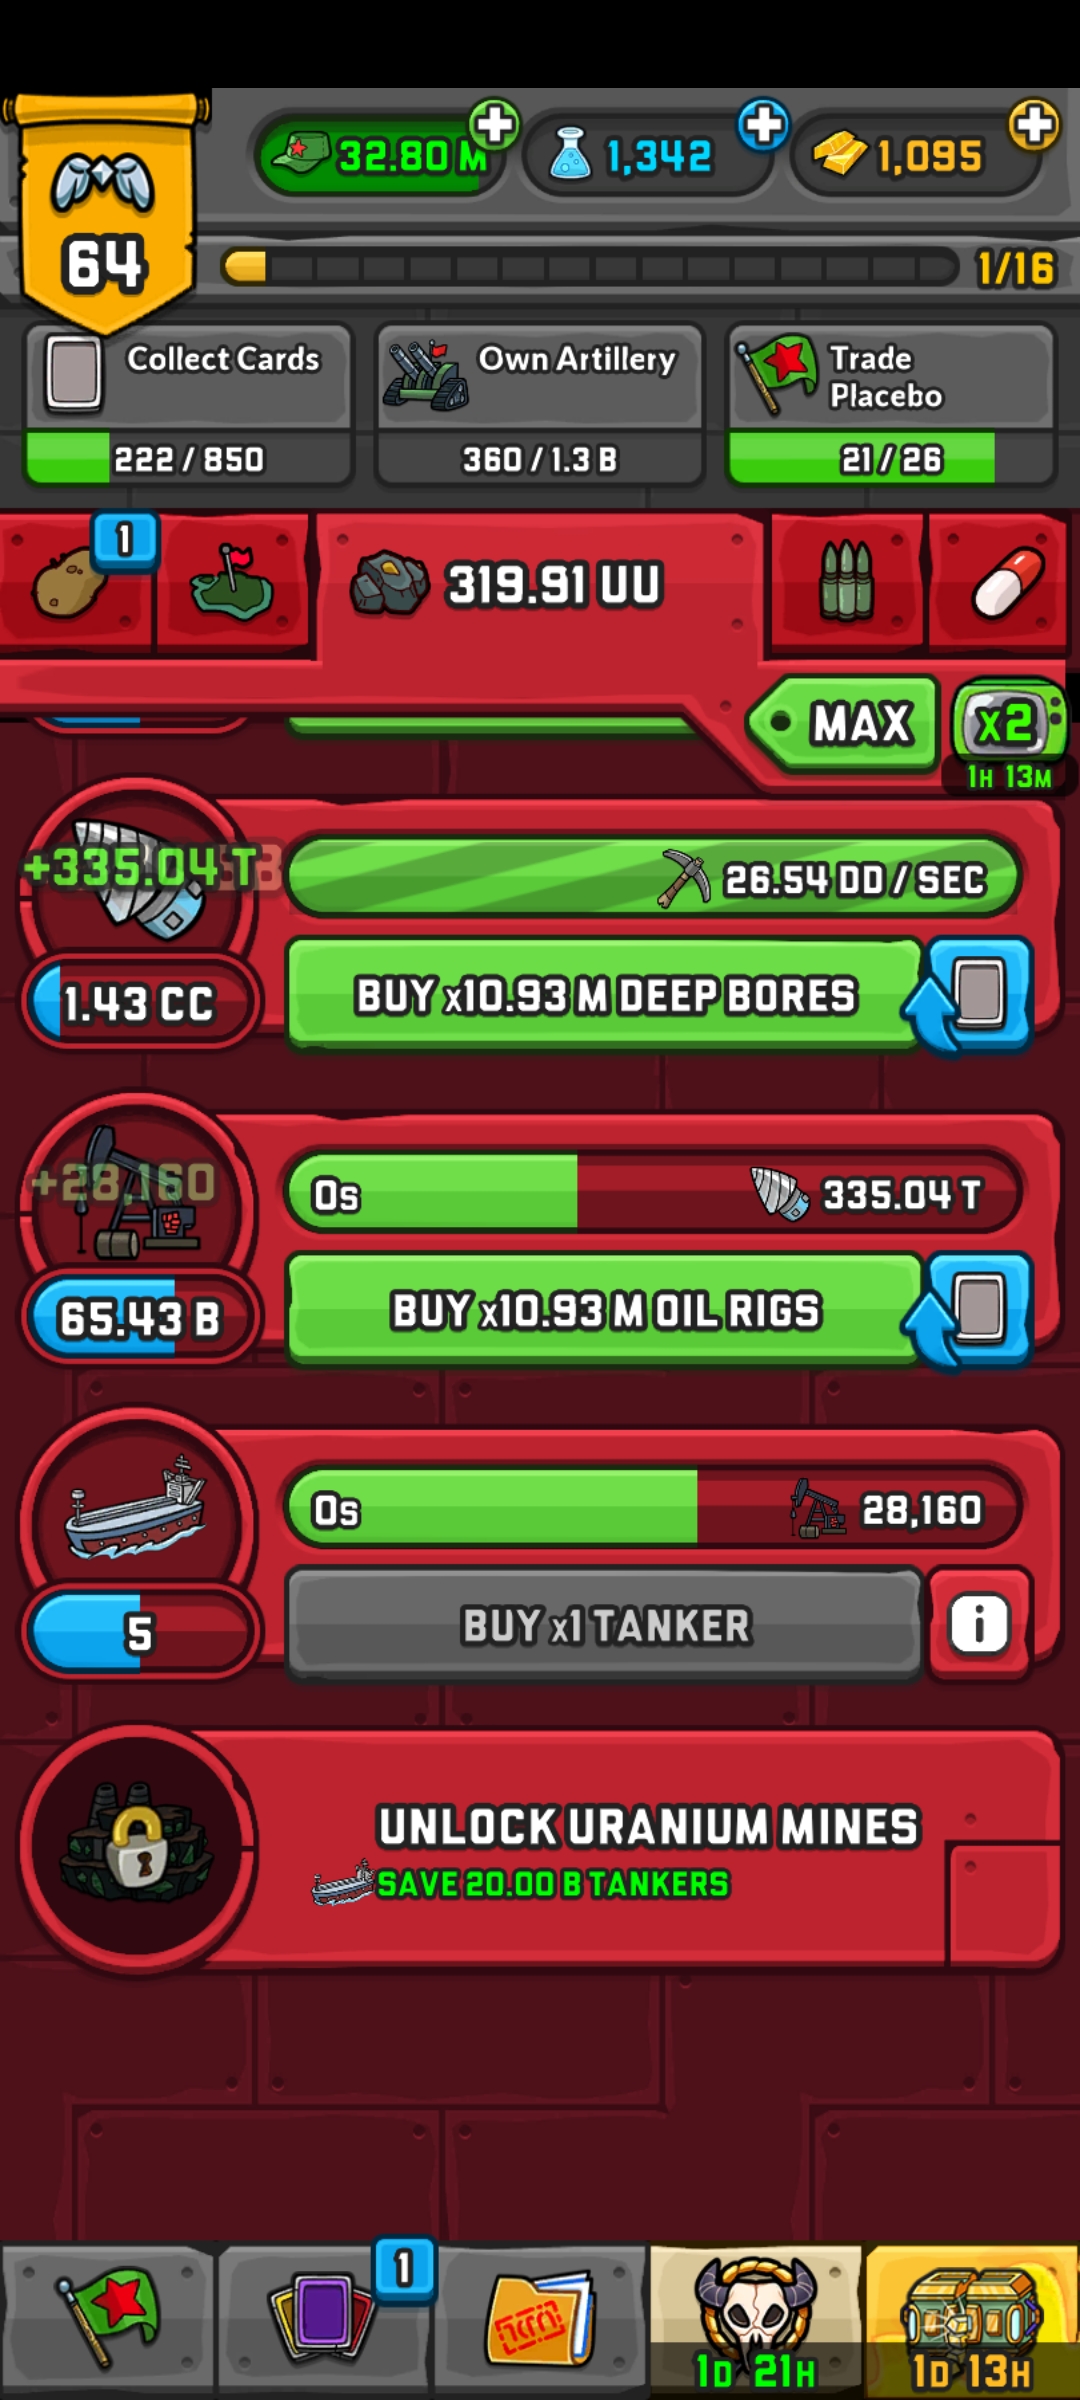 64
32.80 M
1,342
1,095
1/16
Collect Cards
222 / 850
Own Artillery
360 / 1.3 B
Trade
Placebo
21 / 26
1
319.91 UU
MAX
x2
1H 13M
+335.04 T
26.54 DD / SEC
1.43 CC
BUY x10.93 M DEEP BORES
+28,160
0s
335.04 T
65.43 B
BUY x10.93 M OIL RIGS
0s
28,160
5
BUY x1 TANKER
i
UNLOCK URANIUM MINES
SAVE 20.00 B TANKERS
1
1D 21H
1D 13H